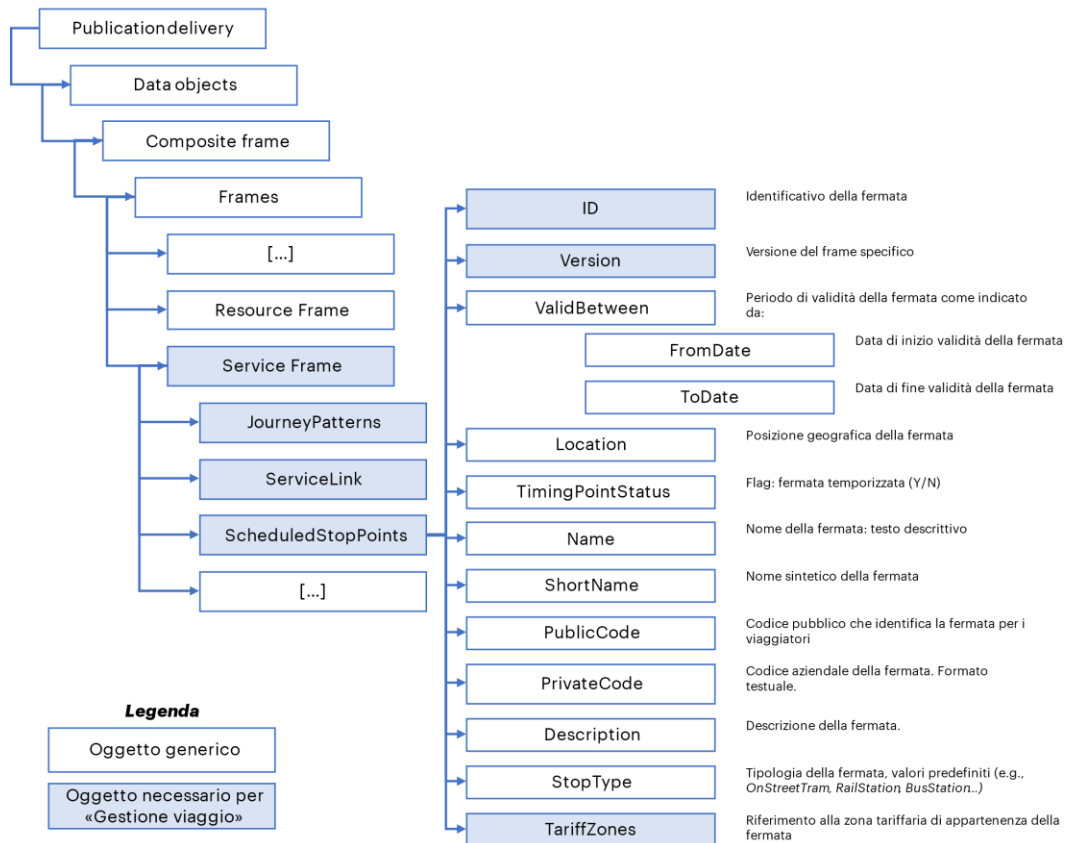 Publication delivery
Data objects
Composite frame
Frames
[...]
Resource Frame
Service Frame
JourneyPatterns
ServiceLink
ScheduledStopPoints
[...]
ID
Identificativo della fermata
Version
Versione del frame specifico
ValidBetween
Periodo di validità della fermata come indicato
da:
FromDate
Data di inizio validità della fermata
ToDate
Data di fine validità della fermata
Location
Posizione geografica della fermata
TimingPointStatus
Flag: fermata temporizzata (Y/N)
Name
Nome della fermata: testo descrittivo
ShortName
Nome sintetico della fermata
PublicCode
Codice pubblico che identifica la fermata per i
viaggiatori
PrivateCode
Codice aziendale della fermata. Formato
testuale.
Description
Descrizione della fermata.
StopType
Tipologia della fermata, valori predefiniti (e.g.,
OnStreetTram, RailStation, BusStation..)
TariffZones
Riferimento alla zona tariffaria di appartenenza della
fermata
Legenda
Oggetto generico
Oggetto necessario per
«Gestione viaggio»